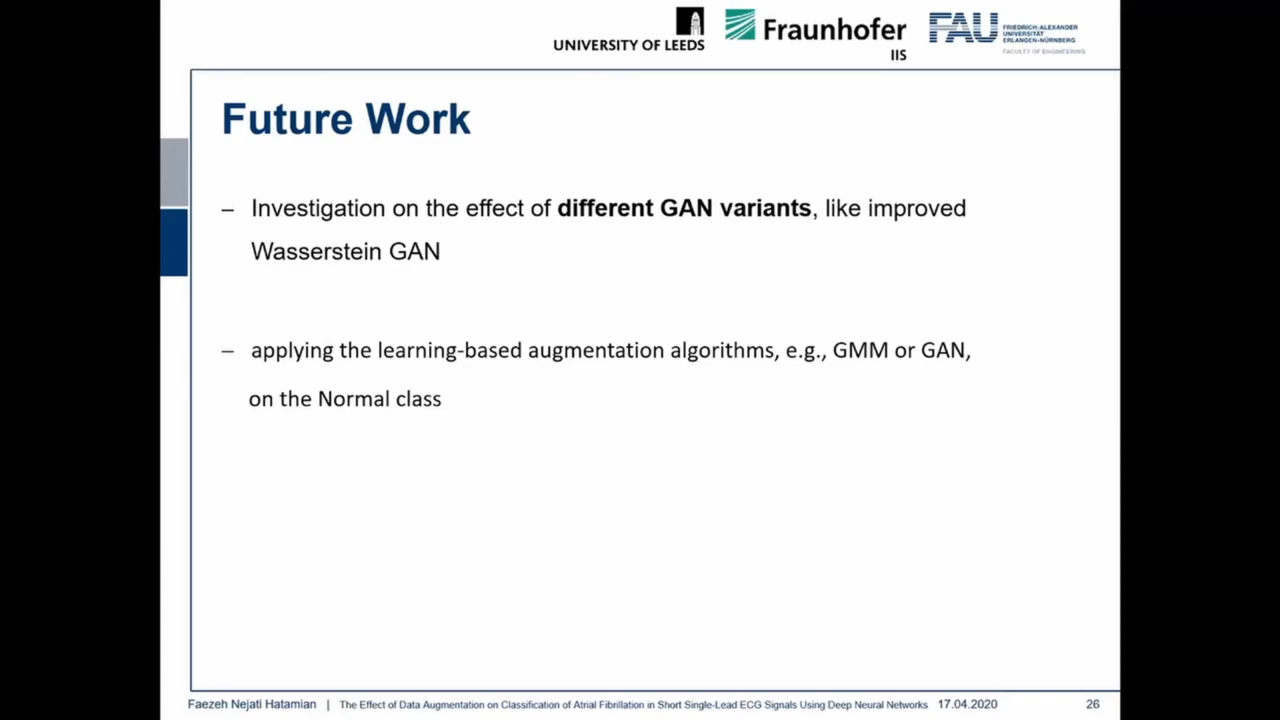 UNIVERSITY OF LEEDS
Fraunhofer
IIS
FAU
FRIEDRICH-ALEXANDER
UNIVERSITÄT
ERLANGEN-NÜRNBERG
FACULTY OF ENGINEERING
Future Work
– Investigation on the effect of different GAN variants, like improved
Wasserstein GAN
– applying the learning-based augmentation algorithms, e.g., GMM or GAN,
on the Normal class
Faezeh Nejati Hatamian | The Effect of Data Augmentation on Classification of Atrial Fibrillation in Short Single-Lead ECG Signals Using Deep Neural Networks 17.04.2020 26